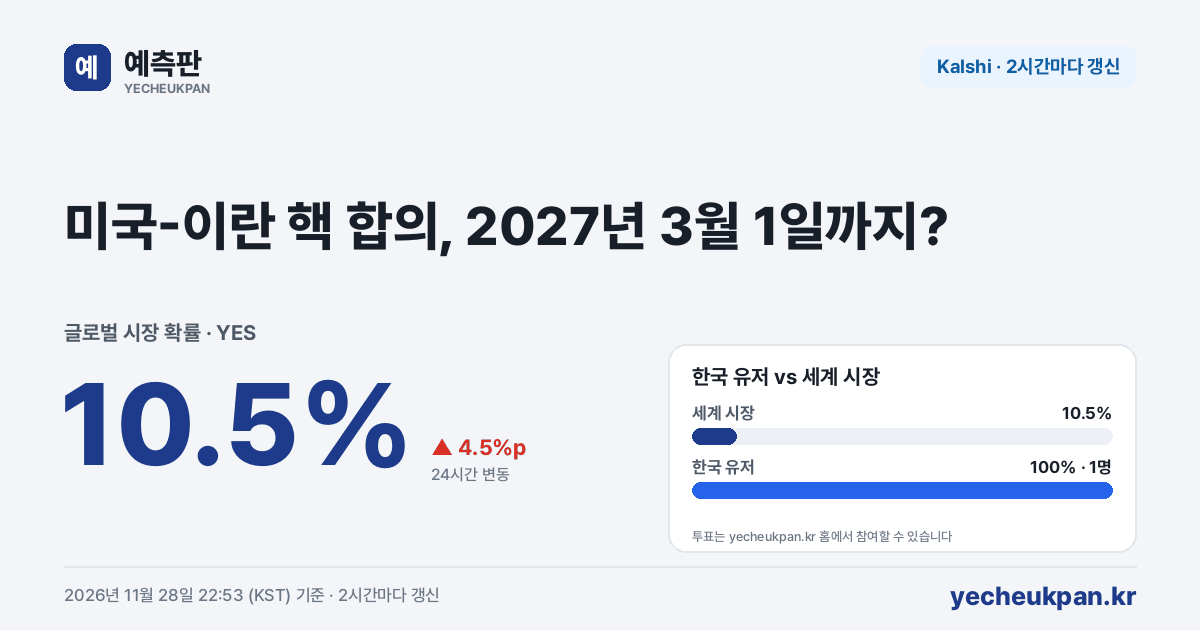 예
예측판
YECHEUKPAN
Kalshi · 2시간마다 갱신
미국-이란 핵 합의, 2027년 3월 1일까지?
글로벌 시장 확률 · YES
10.5%
▲ 4.5%p
24시간 변동
한국 유저 vs 세계 시장
세계 시장 10.5%
한국 유저 100% · 1명
투표는 yecheukpan.kr 홈에서 참여할 수 있습니다
2026년 11월 28일 22:53 (KST) 기준 · 2시간마다 갱신
yecheukpan.kr